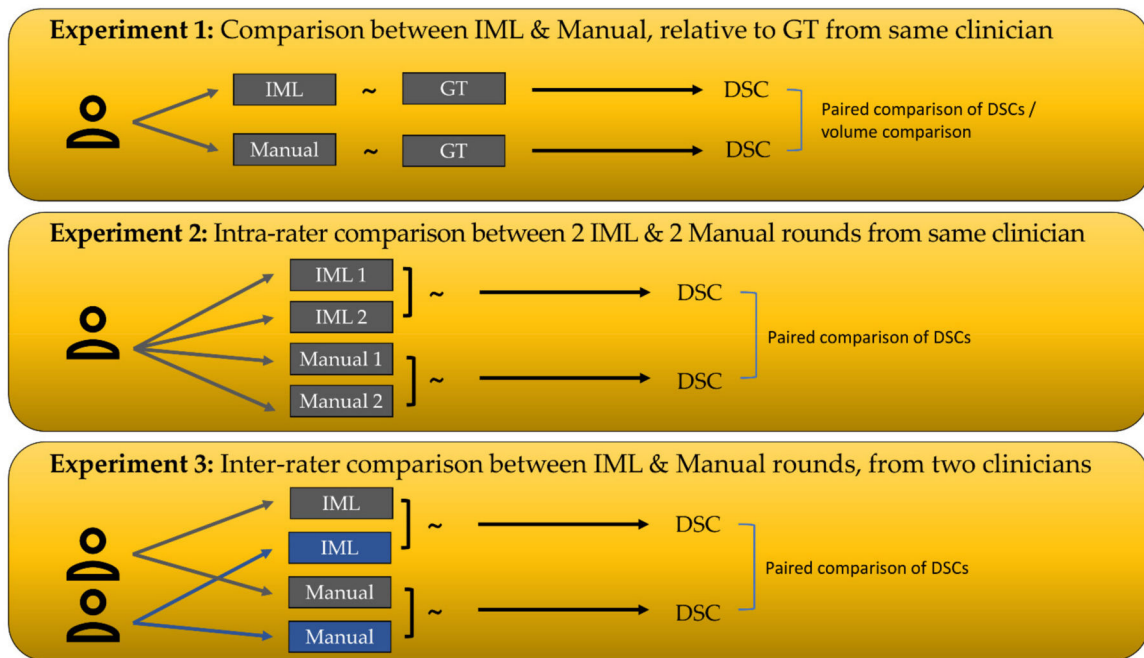 Experiment 1: Comparison between IML & Manual, relative to GT from same clinician
IML ~ GT DSC
Paired comparison of DSCs /
volume comparison
Manual ~ GT DSC
Experiment 2: Intra-rater comparison between 2 IML & 2 Manual rounds from same clinician
IML 1
~ DSC
IML 2
Paired comparison of DSCs
Manual 1
~ DSC
Manual 2
Experiment 3: Inter-rater comparison between IML & Manual rounds, from two clinicians
IML
~ DSC
IML
Paired comparison of DSCs
Manual
~ DSC
Manual